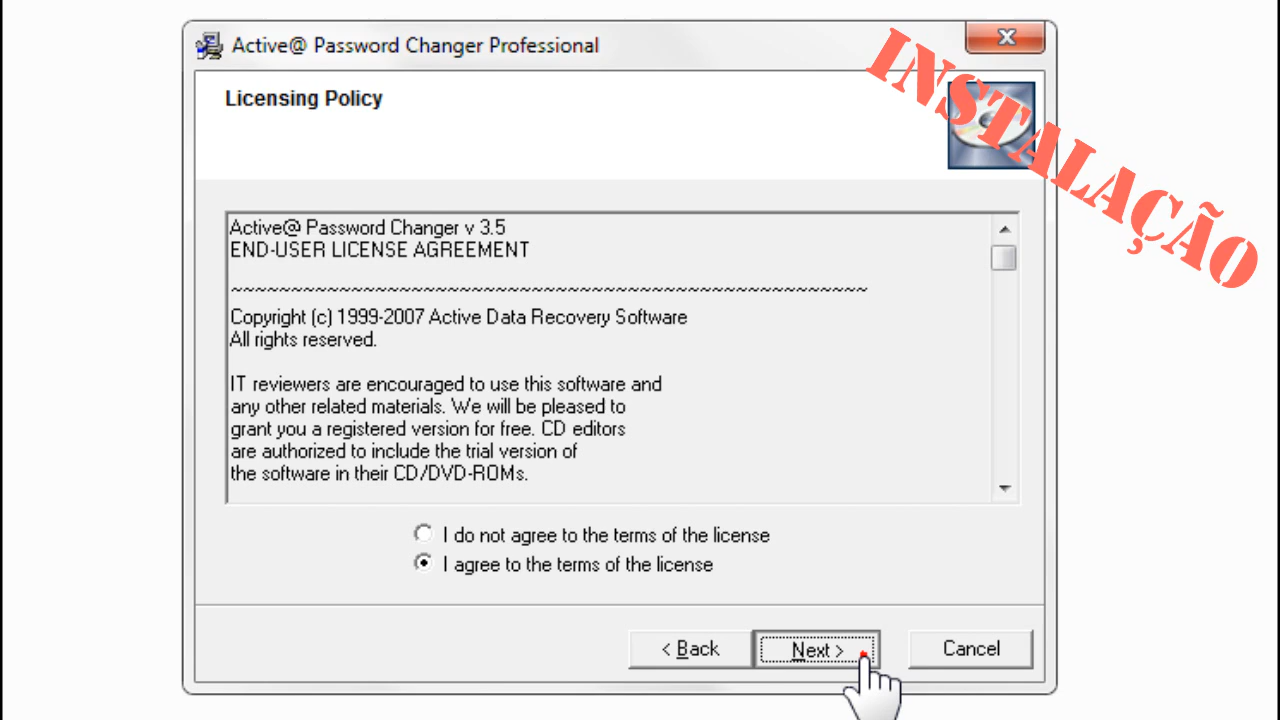 Active@ Password Changer Professional
INSTALAÇÃO
Licensing Policy
Active@ Password Changer v 3.5
END-USER LICENSE AGREEMENT
~~~~~~~~~~~~~~~~~~~~~~~~~~~~~~~~~~~~~~~~~~~~~~~~~~~~~
Copyright (c) 1999-2007 Active Data Recovery Software
All rights reserved.
IT reviewers are encouraged to use this software and
any other related materials. We will be pleased to
grant you a registered version for free. CD editors
are authorized to include the trial version of
the software in their CD/DVD-ROMs.
I do not agree to the terms of the license
I agree to the terms of the license
< Back
Next >
Cancel